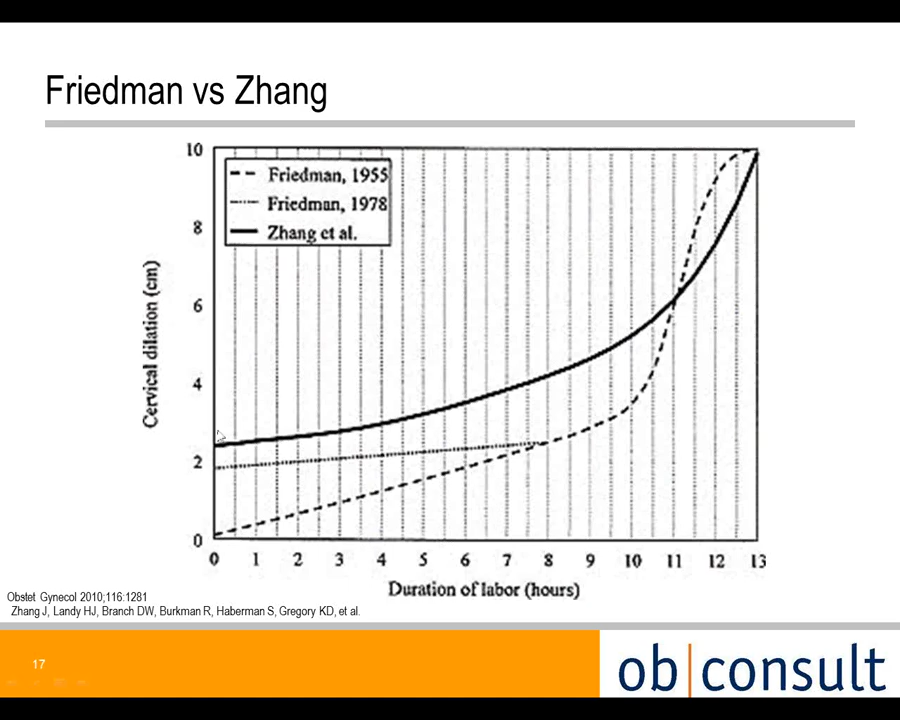 Friedman vs Zhang
10
8
6
4
2
0
Cervical dilation (cm)
Friedman, 1955
Friedman, 1978
Zhang et al.
0 1 2 3 4 5 6 7 8 9 10 11 12 13
Duration of labor (hours)
Obstet Gynecol 2010;116:1281
Zhang J, Landy HJ, Branch DW, Burkman R, Haberman S, Gregory KD, et al.
17
ob|consult